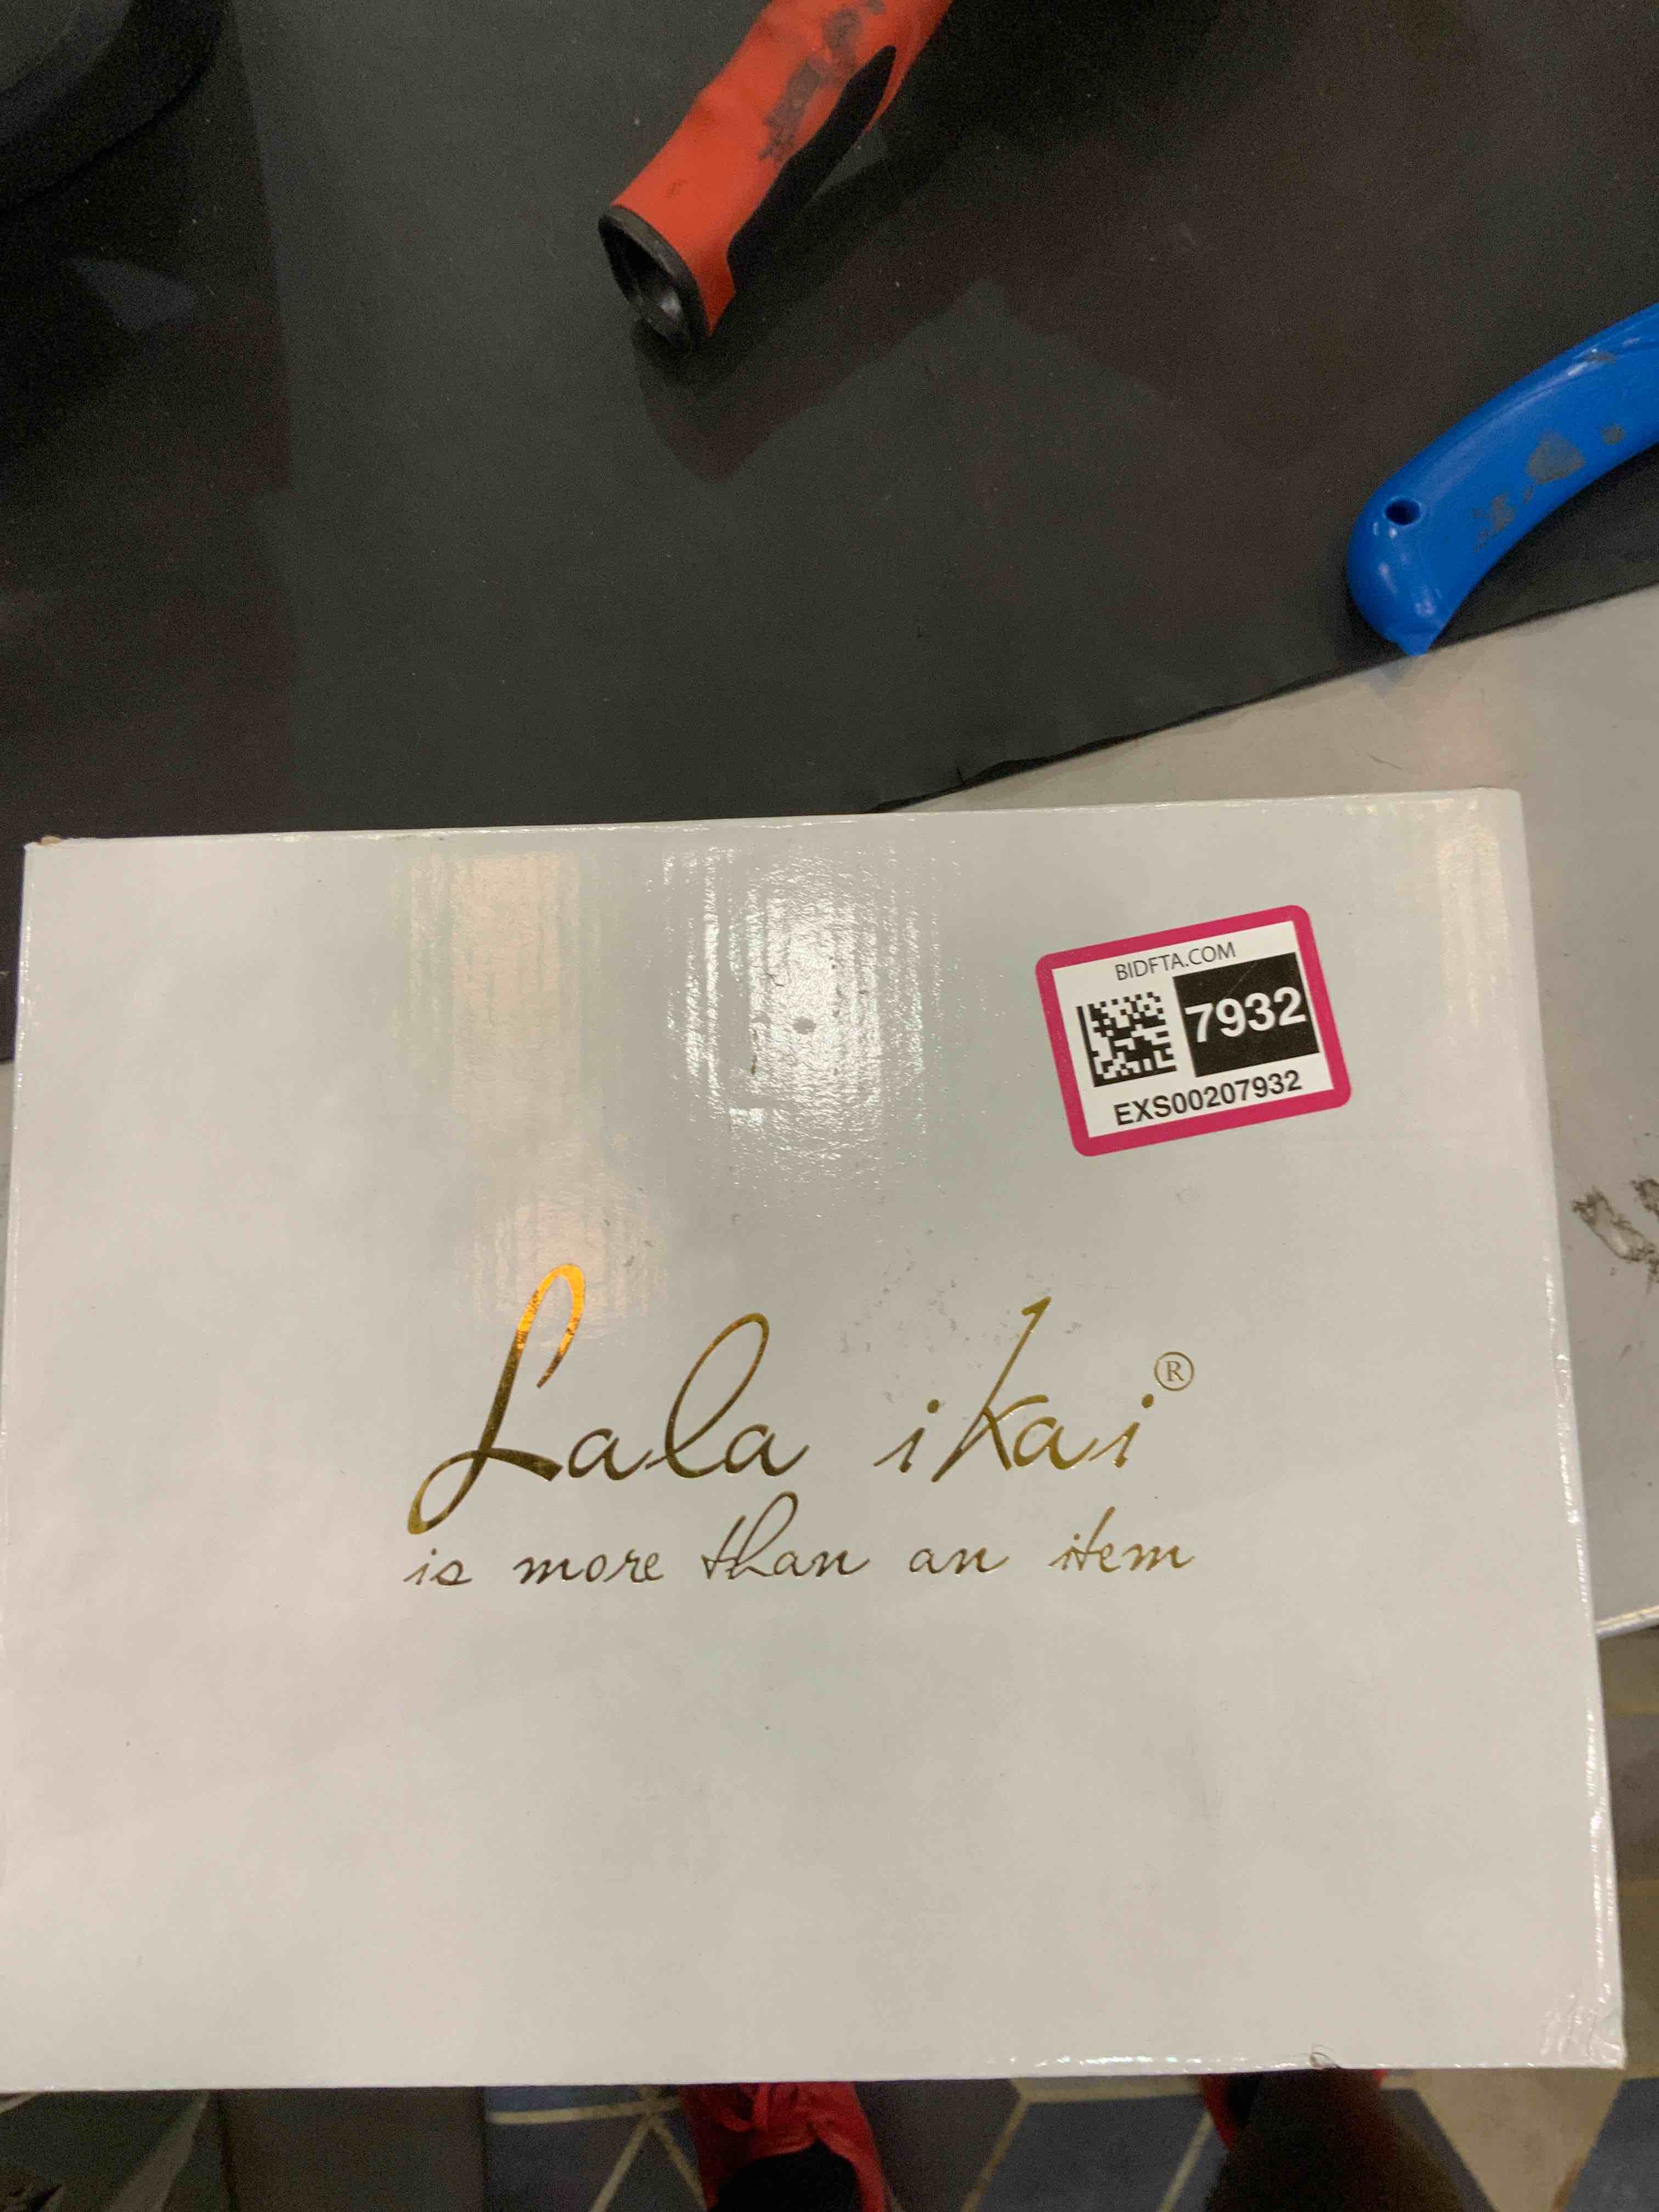 BIDFTA.COM
7932
EXS00207932
Lala ikai®
is more than an item